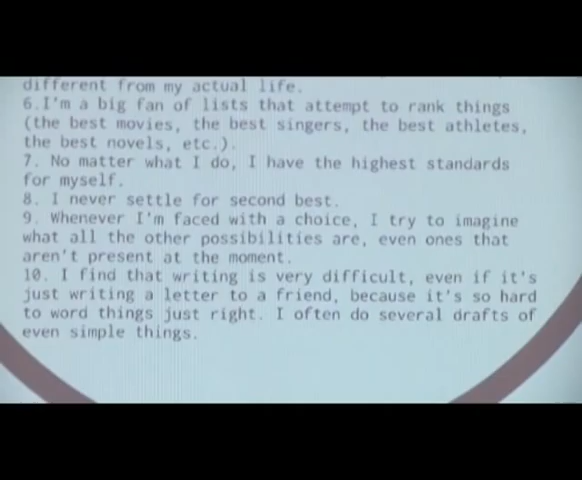 different from my actual life.
6.I'm a big fan of lists that attempt to rank things
(the best movies, the best singers, the best athletes,
the best novels, etc.).
7. No matter what I do, I have the highest standards
for myself.
8. I never settle for second best.
9. Whenever I'm faced with a choice, I try to imagine
what all the other possibilities are, even ones that
aren't present at the moment.
10. I find that writing is very difficult, even if it's
just writing a letter to a friend, because it's so hard
to word things just right. I often do several drafts of
even simple things.